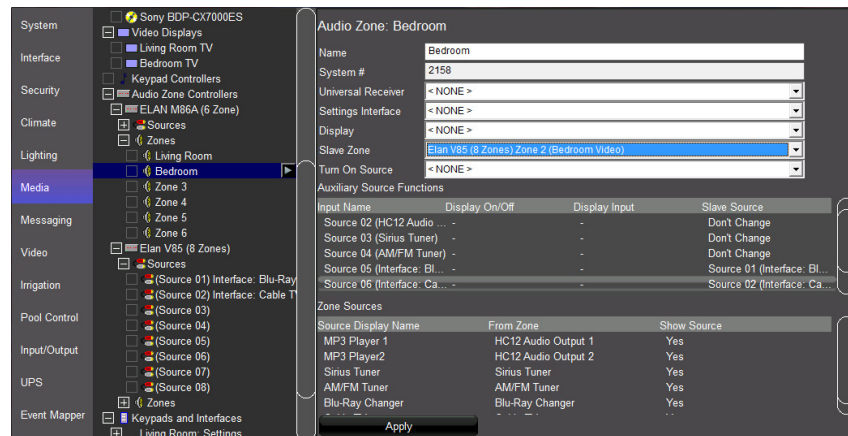 System
Interface
Security
Climate
Lighting
Media
Messaging
Video
Irrigation
Pool Control
Input/Output
UPS
Event Mapper
Sony BDP-CX7000ES
Video Displays
Living Room TV
Bedroom TV
Keypad Controllers
Audio Zone Controllers
ELAN M86A (6 Zone)
Sources
Zones
Living Room
Bedroom
Zone 3
Zone 4
Zone 5
Zone 6
Elan V85 (8 Zones)
Sources
(Source 01) Interface: Blu-Ray
(Source 02) Interface: Cable T
(Source 03)
(Source 04)
(Source 05)
(Source 06)
(Source 07)
(Source 08)
Zones
Keypads and Interfaces
Living Room: Settings
Audio Zone: Bedroom
Name Bedroom
System # 2158
Universal Receiver < NONE >
Settings Interface < NONE >
Display < NONE >
Slave Zone Elan V85 (8 Zones) Zone 2 (Bedroom Video)
Turn On Source < NONE >
Auxiliary Source Functions
Input Name Display On/Off Display Input Slave Source
Source 02 (HC12 Audio ... - - Don't Change
Source 03 (Sirius Tuner) - - Don't Change
Source 04 (AM/FM Tuner) - - Don't Change
Source 05 (Interface: Bl... - - Source 01 (Interface: Bl...
Source 06 (Interface: Ca... - - Source 02 (Interface: Ca...
Zone Sources
Source Display Name From Zone Show Source
MP3 Player 1 HC12 Audio Output 1 Yes
MP3 Player2 HC12 Audio Output 2 Yes
Sirius Tuner Sirius Tuner Yes
AM/FM Tuner AM/FM Tuner Yes
Blu-Ray Changer Blu-Ray Changer Yes
Apply